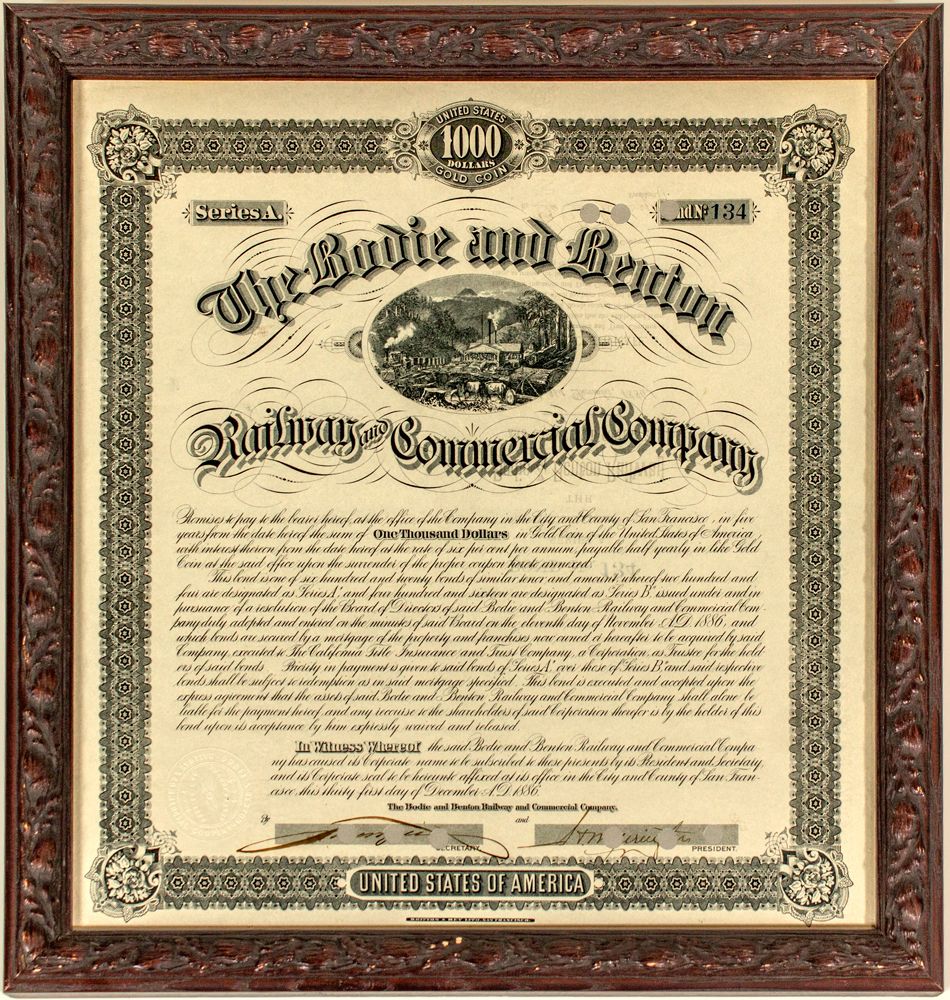 UNITED STATES
1000
DOLLARS
GOLD COIN
Series A.
Nº 134
The Bodie and Benton
Railway and Commercial Company
Promises to pay to the bearer hereof, at the office of the Company in the City and County of San Francisco, in five
years from the date hereof the sum of One Thousand Dollars in Gold Coin of the United States of America
with interest thereon from the date hereof at the rate of six per cent per annum, payable half yearly in like Gold
Coin at the said office upon the surrender of the proper coupon hereto annexed.
This bond is one of six hundred and twenty bonds of similar tenor and amount, whereof two hundred and
four are designated as Series "A", and four hundred and sixteen are designated as Series "B" issued under and in
pursuance of a resolution of the Board of Directors of said Bodie and Benton Railway and Commercial Com-
pany duly adopted and entered on the minutes of said Board on the eleventh day of November A.D. 1886, and
which bonds are secured by a mortgage of the property and franchises now owned or hereafter to be acquired by said
Company, executed to The California Title Insurance and Trust Company, a Corporation, as Trustee for the hold
ers of said bonds. Priority in payment is given to said bonds of Series "A" over those of Series "B" and said respective
bonds shall be subject to redemption as in said mortgage specified. This bond is executed and accepted upon the
express agreement that the assets of said Bodie and Benton Railway and Commercial Company shall alone be
liable for the payment hereof, and any recourse to the shareholders of said Corporation therefor is by the holder of this
bond upon its acceptance by him expressly waived and released.
In Witness Whereof the said Bodie and Benton Railway and Commercial Compa
ny has caused its Corporate name to be subscribed to these presents by its President and Secretary,
and its Corporate seal to be hereunto affixed at its office in the City and County of San Fran-
cisco, this thirty first day of December A.D. 1886.
The Bodie and Benton Railway and Commercial Company,
By and
PRESIDENT.
UNITED STATES OF AMERICA
BRITTON & REY LITH. SAN FRANCISCO.